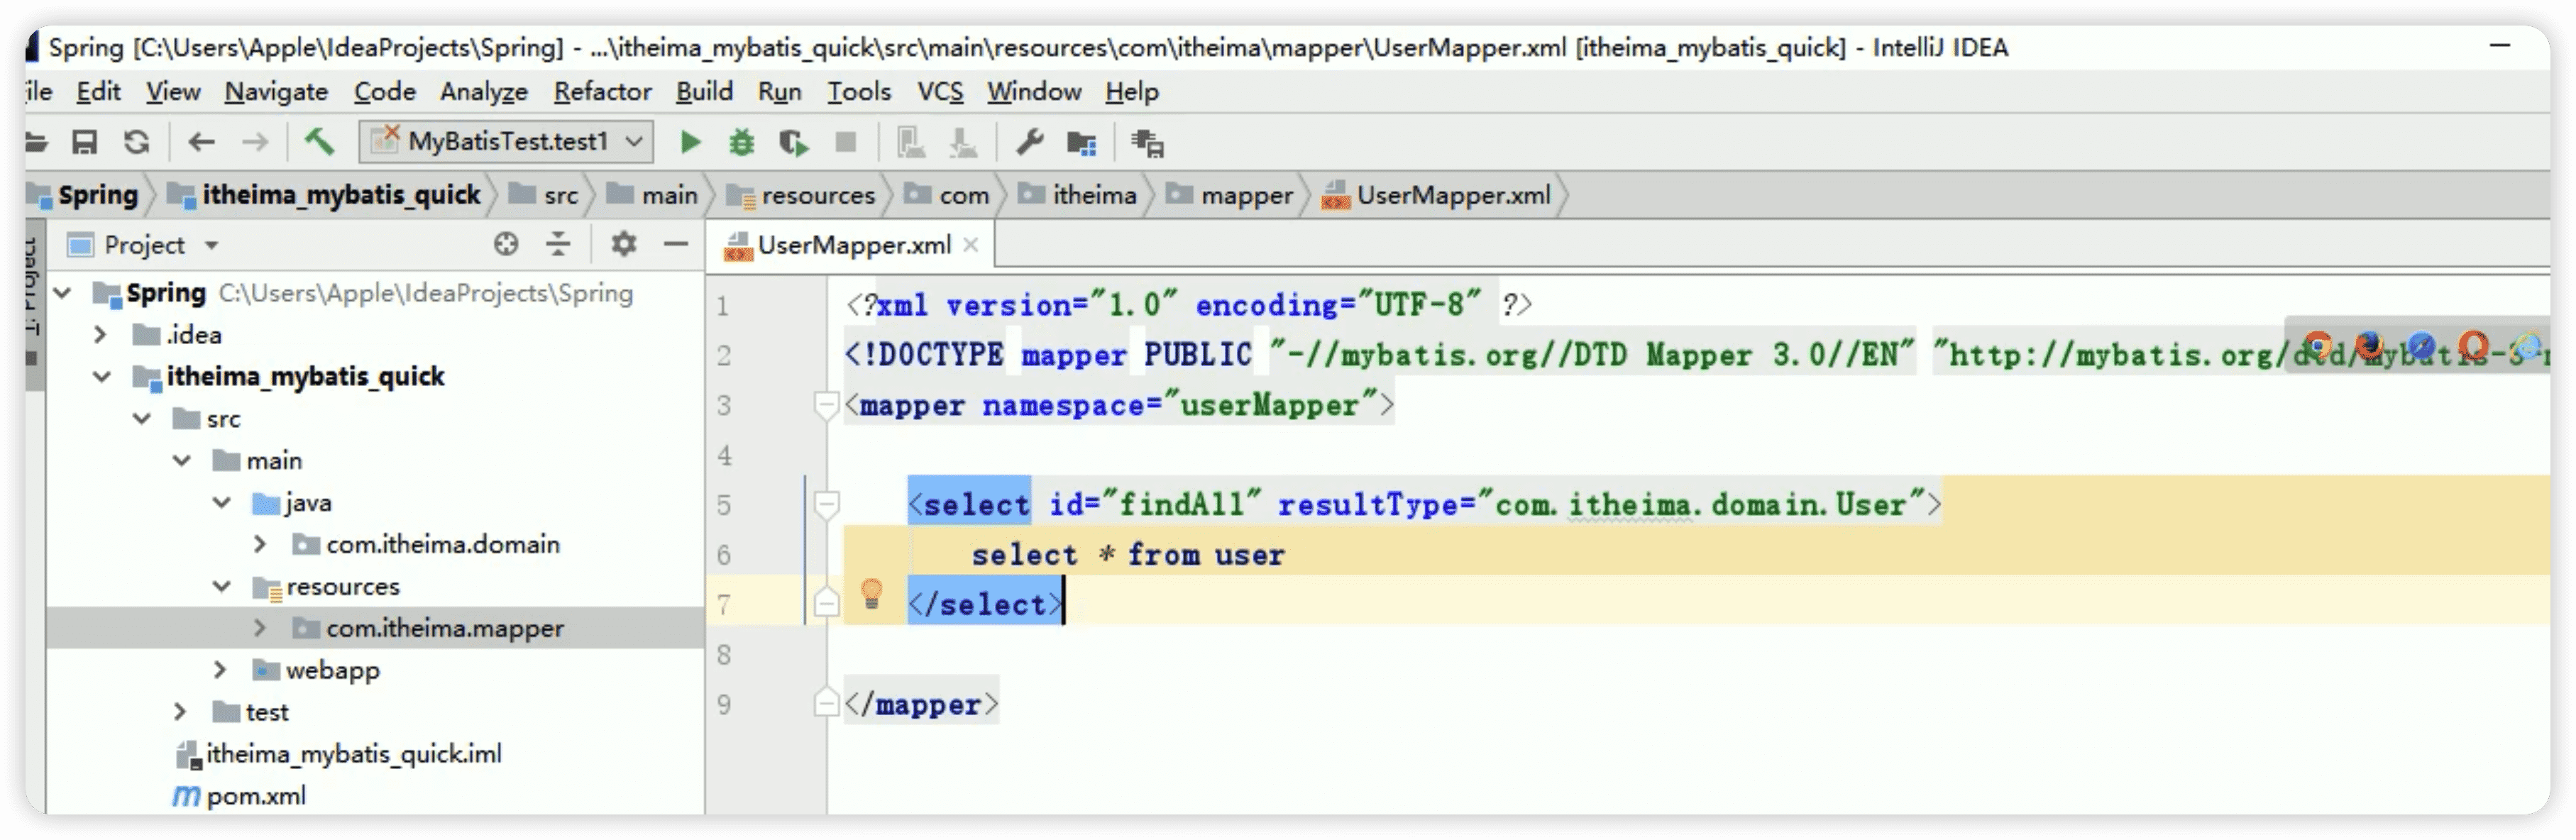 Spring [C:\Users\Apple\IdeaProjects\Spring] - ...\itheima_mybatis_quick\src\main\resources\com\itheima\mapper\UserMapper.xml [itheima_mybatis_quick] - IntelliJ IDEA
ile Edit View Navigate Code Analyze Refactor Build Run Tools VCS Window Help
MyBatisTest.test1
Spring itheima_mybatis_quick src main resources com itheima mapper UserMapper.xml
Project
Project
UserMapper.xml
Spring C:\Users\Apple\IdeaProjects\Spring
.idea
itheima_mybatis_quick
src
main
java
com.itheima.domain
resources
com.itheima.mapper
webapp
test
itheima_mybatis_quick.iml
pom.xml
1 <?xml version="1.0" encoding="UTF-8" ?>
2 <!DOCTYPE mapper PUBLIC "-//mybatis.org//DTD Mapper 3.0//EN" "http://mybatis.org/dtd/mybatis-3-
3 <mapper namespace="userMapper">
4
5 <select id="findAll" resultType="com.itheima.domain.User">
6 select * from user
7 </select>
8
9 </mapper>